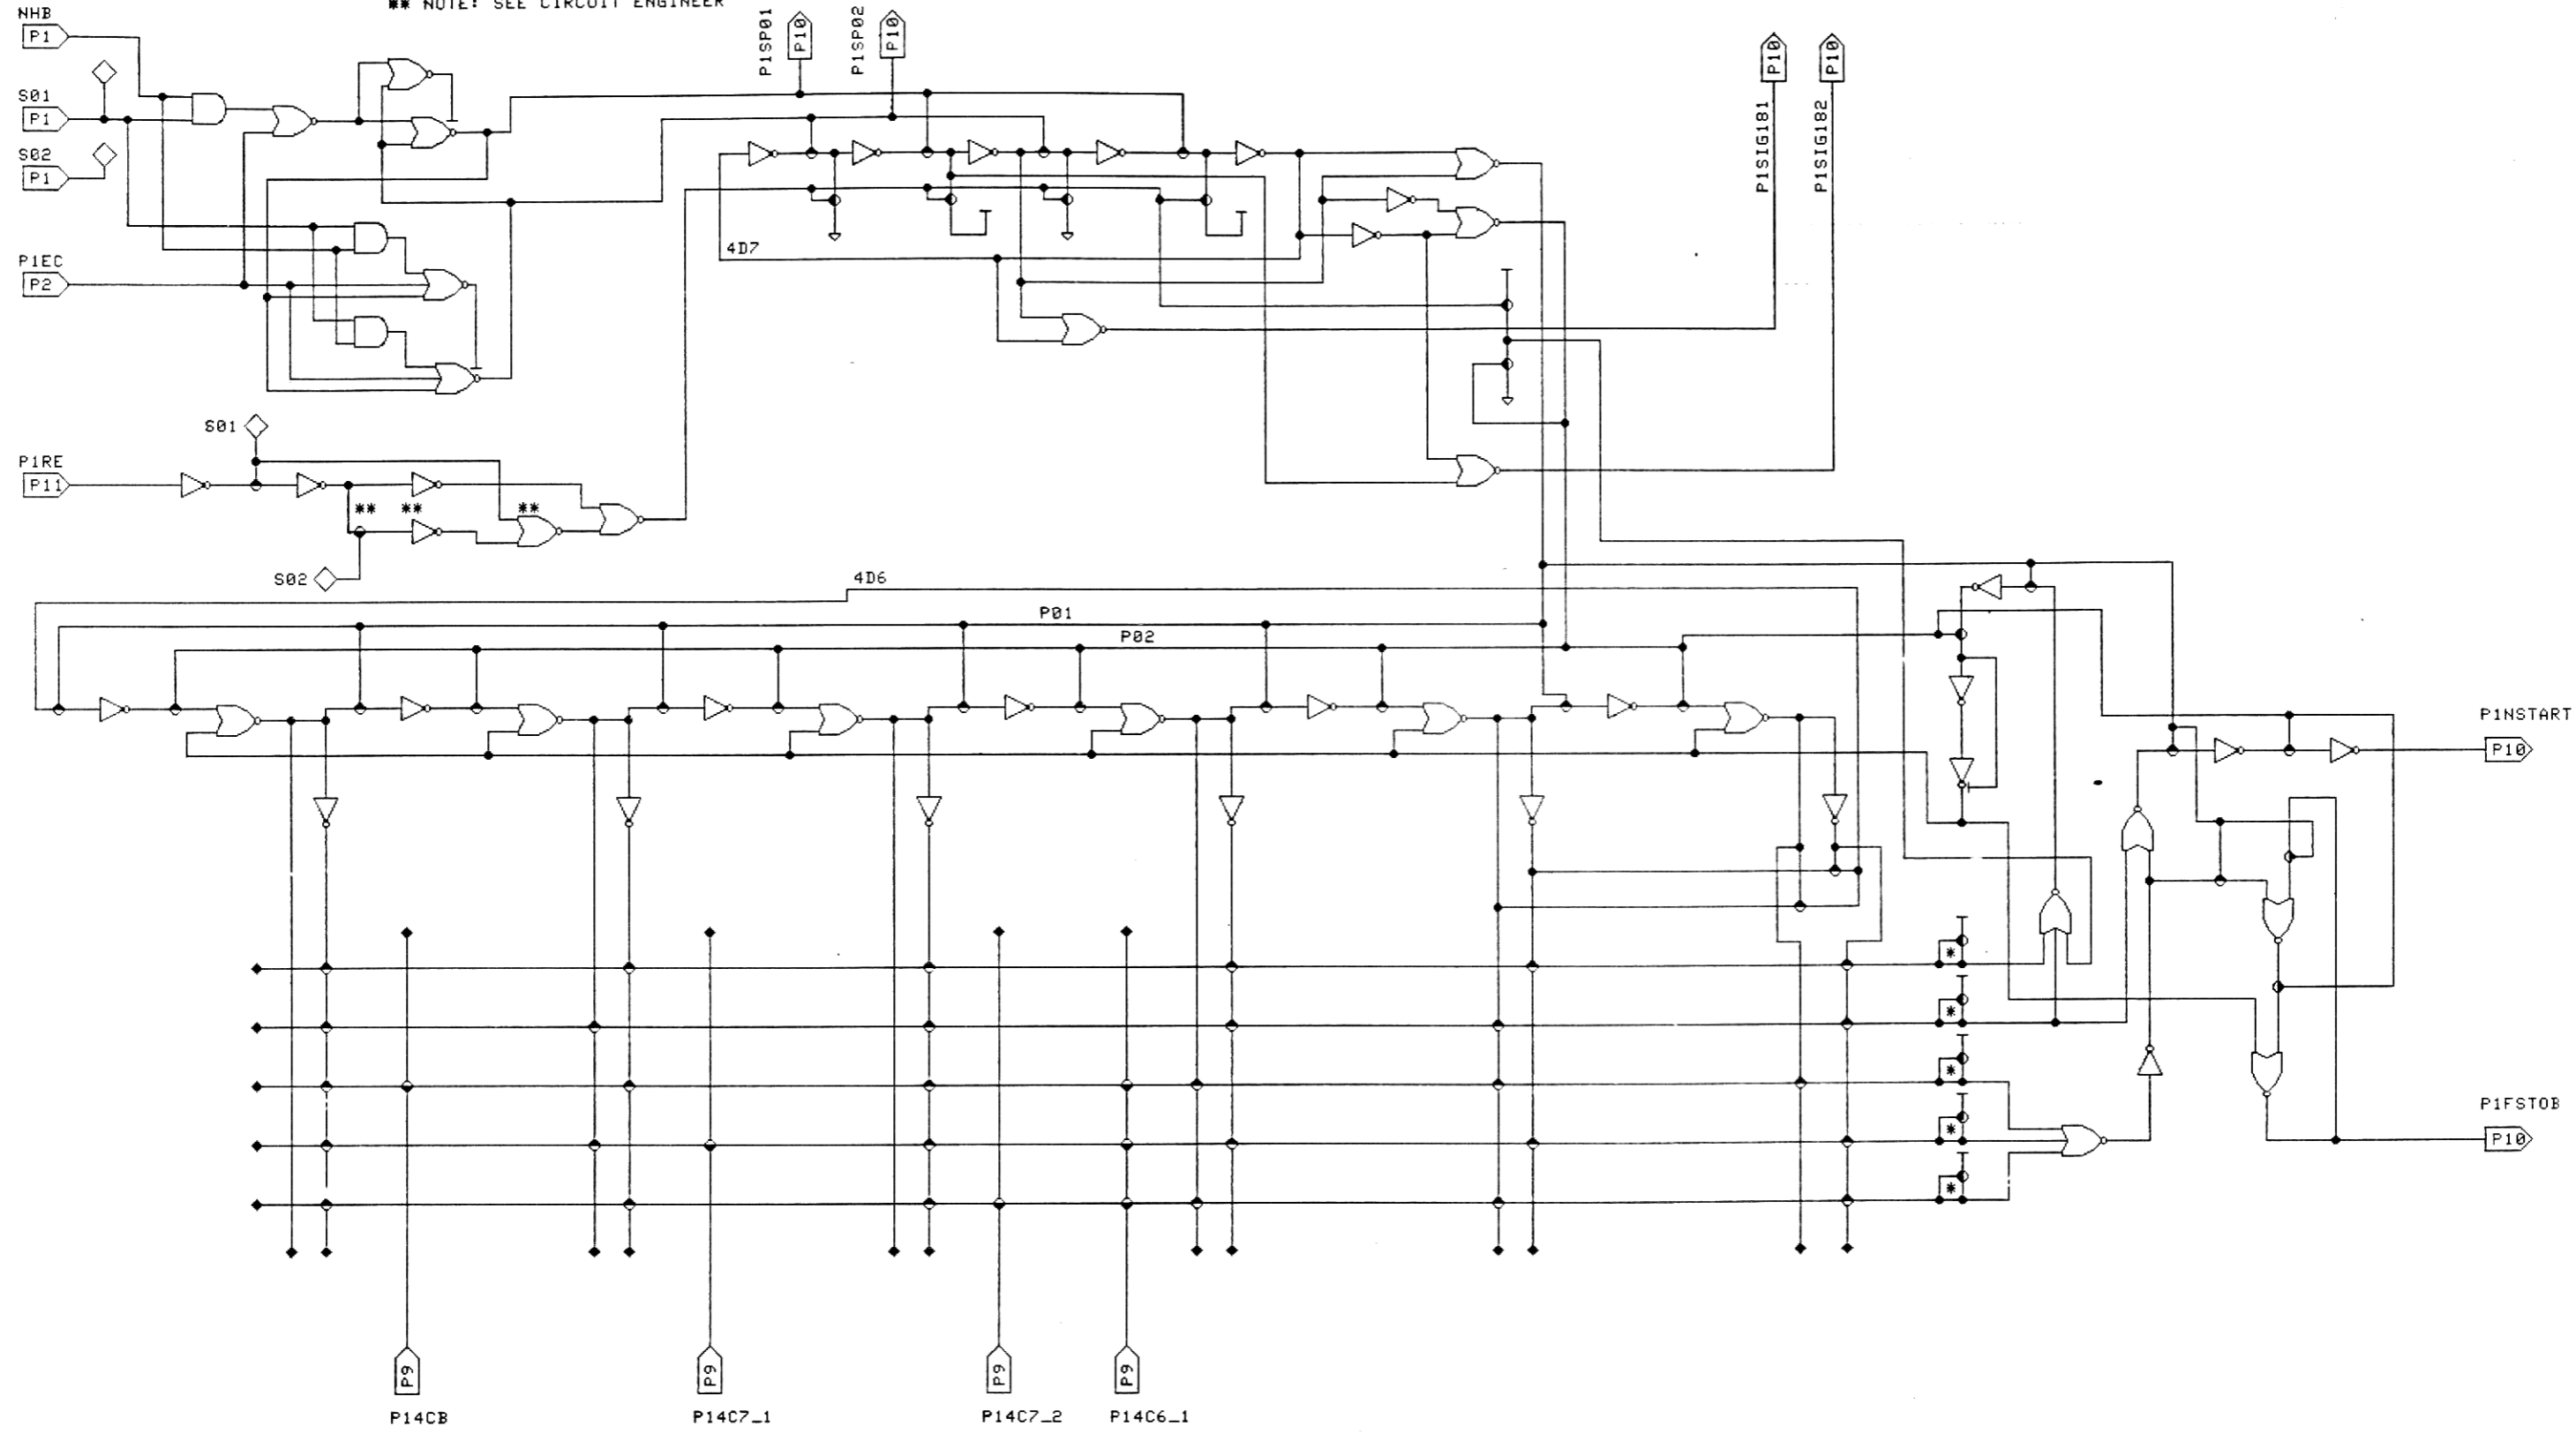 ** NOTE: SEE CIRCUIT ENGINEER
NHB
P1
S01
P1
S02
P1
P1EC
P2
P1SP01
P10
P1SP02
P10
P10
P10
P1SIG181
P1SIG182
4D7
S01
P1RE
P11
** ** **
S02
4D6
P01
P02
P1NSTART
P10
*
*
*
*
*
P1FSTOB
P10
P9
P9
P9
P9
P14CB
P14C7_1
P14C7_2
P14C6_1